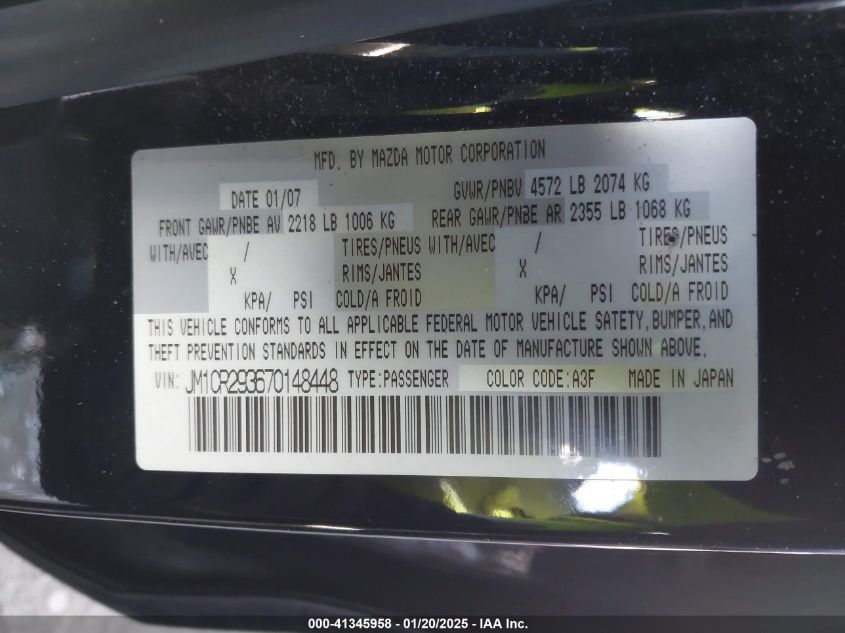 MFD. BY MAZDA MOTOR CORPORATION
DATE 01/07 GVWR/PNBV 4572 LB 2074 KG
FRONT GAWR/PNBE AV 2218 LB 1006 KG REAR GAWR/PNBE AR 2355 LB 1068 KG
WITH/AVEC / TIRES/PNEUS WITH/AVEC / TIRES/PNEUS
X RIMS/JANTES X RIMS/JANTES
KPA/ PSI COLD/A FROID KPA/ PSI COLD/A FROID
THIS VEHICLE CONFORMS TO ALL APPLICABLE FEDERAL MOTOR VEHICLE SAFETY, BUMPER, AND
THEFT PREVENTION STANDARDS IN EFFECT ON THE DATE OF MANUFACTURE SHOWN ABOVE.
VIN: JM1CR293670148448 TYPE:PASSENGER COLOR CODE:A3F MADE IN JAPAN
000-41345958 - 01/20/2025 - IAA Inc.